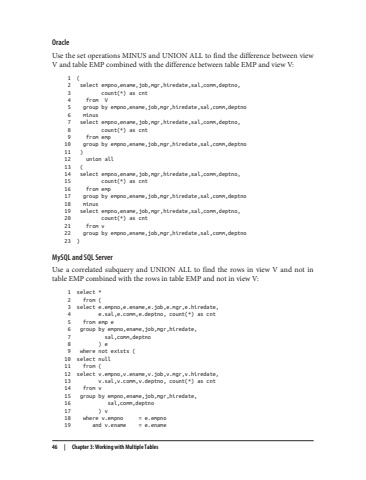 Oracle
Use the set operations MINUS and UNION ALL to find the difference between view
V and table EMP combined with the difference between table EMP and view V:
1 (
2 select empno,ename,job,mgr,hiredate,sal,comm,deptno,
3 count(*) as cnt
4 from V
5 group by empno,ename,job,mgr,hiredate,sal,comm,deptno
6 minus
7 select empno,ename,job,mgr,hiredate,sal,comm,deptno,
8 count(*) as cnt
9 from emp
10 group by empno,ename,job,mgr,hiredate,sal,comm,deptno
11 )
12 union all
13 (
14 select empno,ename,job,mgr,hiredate,sal,comm,deptno,
15 count(*) as cnt
16 from emp
17 group by empno,ename,job,mgr,hiredate,sal,comm,deptno
18 minus
19 select empno,ename,job,mgr,hiredate,sal,comm,deptno,
20 count(*) as cnt
21 from v
22 group by empno,ename,job,mgr,hiredate,sal,comm,deptno
23 )
MySQL and SQL Server
Use a correlated subquery and UNION ALL to find the rows in view V and not in
table EMP combined with the rows in table EMP and not in view V:
1 select *
2 from (
3 select e.empno,e.ename,e.job,e.mgr,e.hiredate,
4 e.sal,e.comm,e.deptno, count(*) as cnt
5 from emp e
6 group by empno,ename,job,mgr,hiredate,
7 sal,comm,deptno
8 ) e
9 where not exists (
10 select null
11 from (
12 select v.empno,v.ename,v.job,v.mgr,v.hiredate,
13 v.sal,v.comm,v.deptno, count(*) as cnt
14 from v
15 group by empno,ename,job,mgr,hiredate,
16 sal,comm,deptno
17 ) v
18 where v.empno = e.empno
19 and v.ename = e.ename
46 | Chapter 3: Working with Multiple Tables